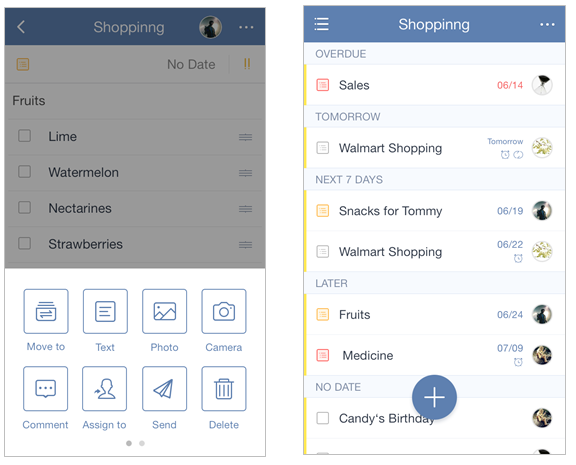 Shoppinng
No Date
Fruits
Lime
Watermelon
Nectarines
Strawberries
Move to Text Photo Camera
Comment Assign to Send Delete
Shoppinng
OVERDUE
Sales 06/14
TOMORROW
Walmart Shopping Tomorrow
NEXT 7 DAYS
Snacks for Tommy 06/19
Walmart Shopping 06/22
LATER
Fruits 06/24
Medicine 07/09
NO DATE
Candy's Birthday